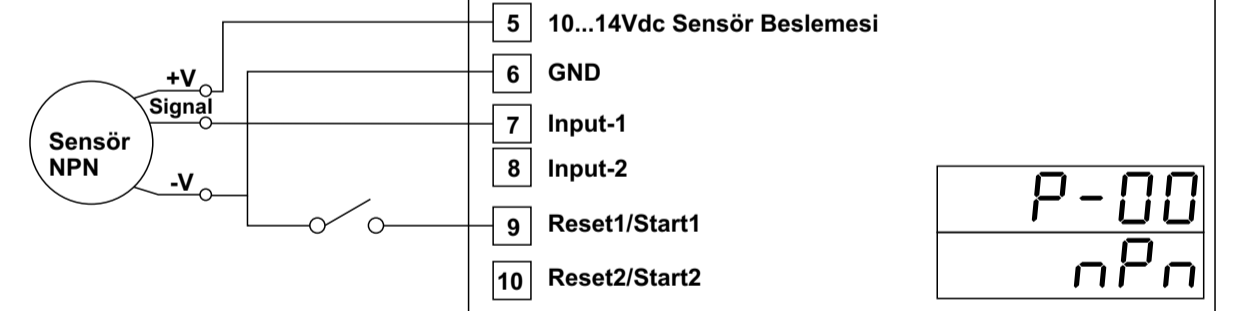 5 10...14Vdc Sensör Beslemesi
6 GND
+V
Signal
7 Input-1
Sensör
NPN
8 Input-2
-V
9 Reset1/Start1
10 Reset2/Start2
P-00
nPn